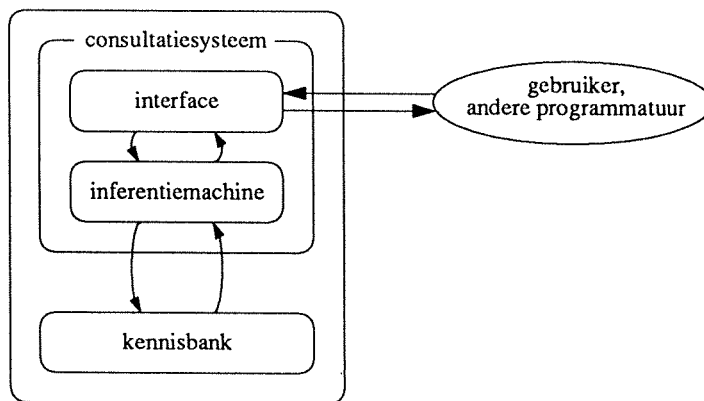 consultatiesysteem
interface
gebruiker,
andere programmatuur
inferentiemachine
kennisbank